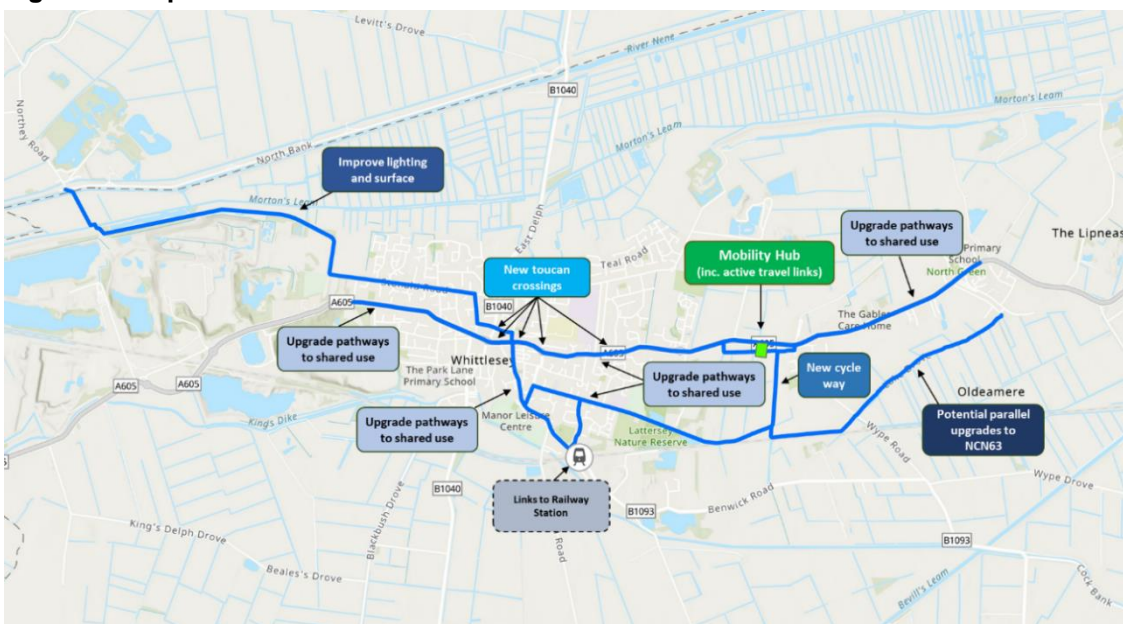 Levitt's Drove
River Nene
B1040
Northey Road
Morton's Leam
Morton's Leam
North Bank
Improve lighting
and surface
Morton's Leam
East Delph
Upgrade pathways
to shared use
The Lipneas
Primary
School
North Green
Teal Road
Mobility Hub
(inc. active travel links)
New toucan
crossings
A605
B1040
The Gables
Care Home
Upgrade pathways
to shared use
A605
Whittlesey
The Park Lane
Primary School
A605
A605
Upgrade pathways
to shared use
New cycle
way
Oldeamere
King's Dike
Upgrade pathways
to shared use
Manor Leisure
Centre
Lattersey
Nature Reserve
Potential parallel
upgrades to
NCN63
Wype Road
Wype Drove
Links to Railway
Station
B1040
Benwick Road
B1093
King's Delph Drove
Blackbush Drove
Road
B1093
Beales's Drove
Bevill's Leam
Cock Bank